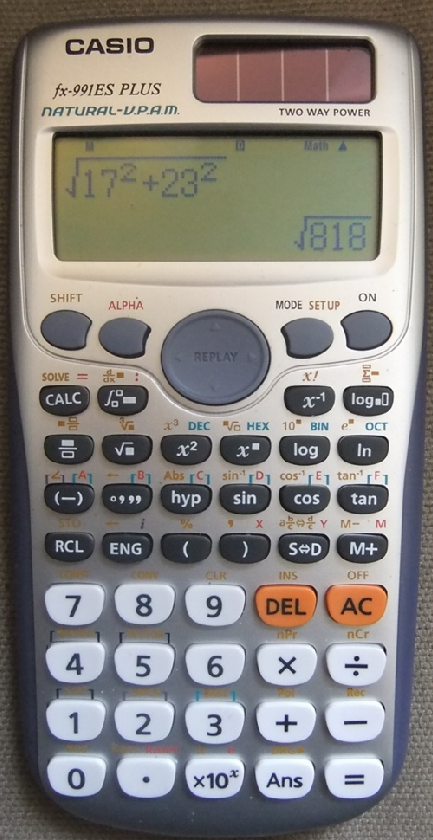 CASIO
fx-991ES PLUS
NATURAL-V.P.A.M.
TWO WAY POWER
M D Math ▲
√17²+23²
√818
SHIFT ALPHA MODE SETUP ON
REPLAY
SOLVE = d/dx : x!
CALC ∫ x⁻¹ log
³√ x³ DEC √ HEX 10 BIN e OCT
√ x² x log ln
∠ A ← B Abs C sin⁻¹ D cos⁻¹ E tan⁻¹ F
(−) °,,, hyp sin cos tan
STO ← i % , X a b/c⇔d/c Y M− M
RCL ENG ( ) S⇔D M+
CONV CLR INS OFF
7 8 9 DEL AC
nPr nCr
4 5 6 × ÷
Pol Rec
1 2 3 + −
0 . ×10ˣ Ans =